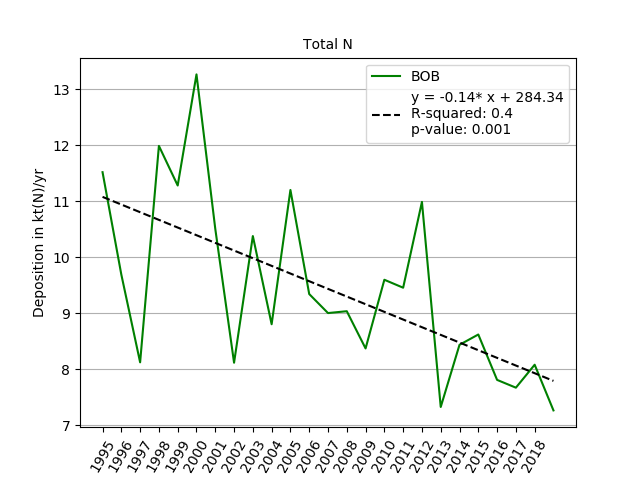 Total N
BOB
y = -0.14* x + 284.34
R-squared: 0.4
p-value: 0.001
Deposition in kt(N)/yr
13
12
11
10
9
8
7
1995 1996 1997 1998 1999 2000 2001 2002 2003 2004 2005 2006 2007 2008 2009 2010 2011 2012 2013 2014 2015 2016 2017 2018